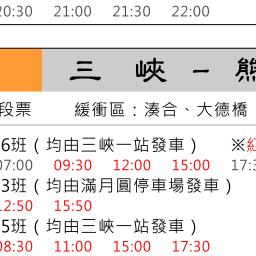 20:30 21:00 21:30 22:00
三 峽 – 熊
段票 緩衝區：湊合、大德橋
6班（均由三峽一站發車） ※紅
07:00 09:30 12:00 15:00 17:3
3班（均由滿月圓停車場發車）
12:50 15:50
5班（均由三峽一站發車）
08:30 11:00 15:00 17:30